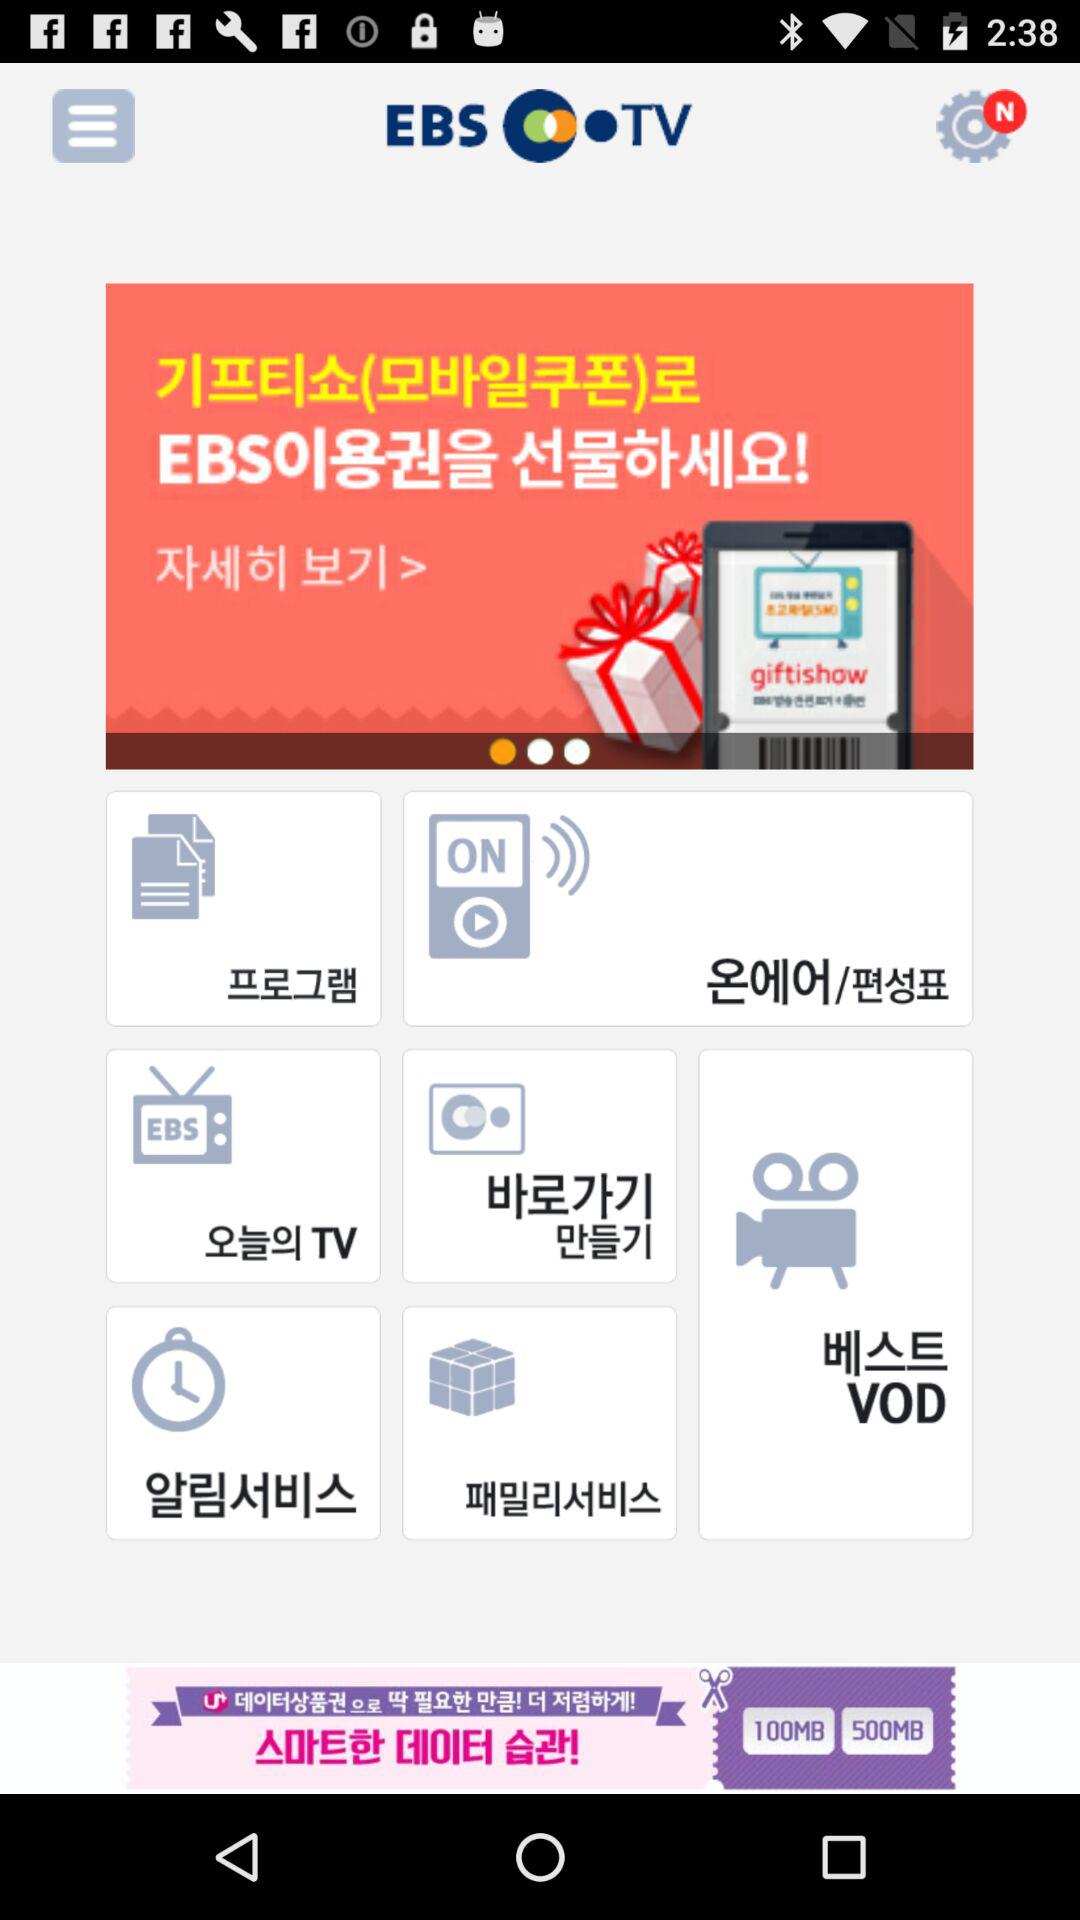 2:38
EBS TV
N
기프티쇼(모바일쿠폰)로
EBS이용권을 선물하세요!
자세히 보기 >
giftishow
프로그램
ON
온에어/편성표
EBS
오늘의 TV
바로가기
만들기
베스트
VOD
알림서비스
패밀리서비스
U+ 데이터상품권으로 딱 필요한 만큼! 더 저렴하게!
스마트한 데이터 습관!
100MB 500MB